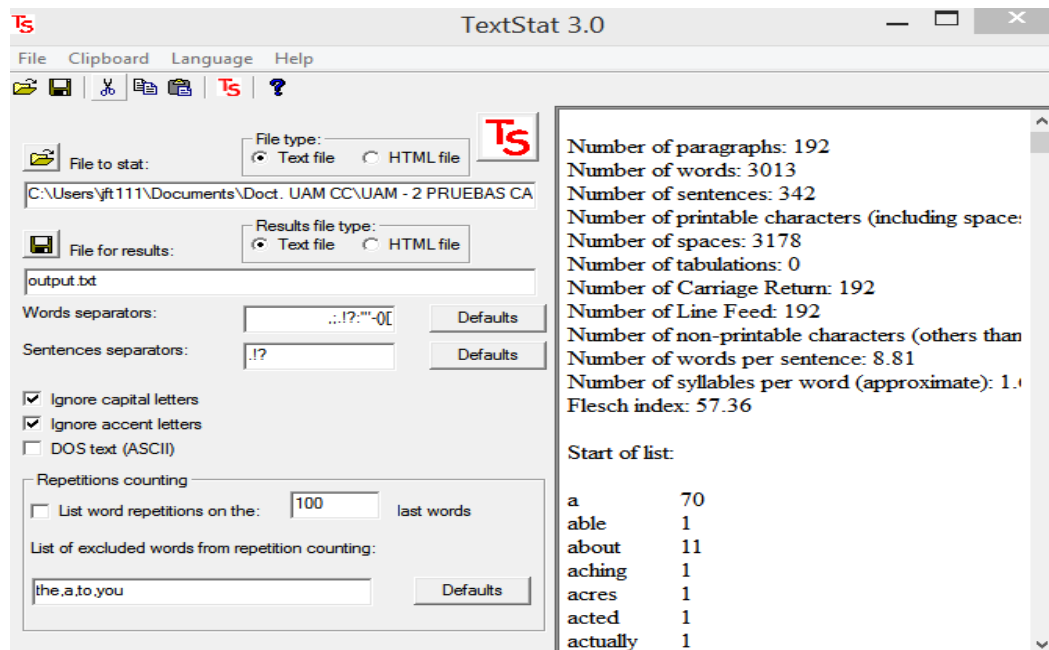 TS TextStat 3.0
File Clipboard Language Help
TS ?
File to stat:
File type:
Text file HTML file
TS
C:\Users\jft111\Documents\Doct. UAM CC\UAM - 2 PRUEBAS CA
File for results:
Results file type:
Text file HTML file
output.txt
Words separators:
,;.!?:"'-()[
Defaults
Sentences separators:
.!?
Defaults
Ignore capital letters
Ignore accent letters
DOS text (ASCII)
Repetitions counting
List word repetitions on the: 100 last words
List of excluded words from repetition counting:
the,a,to,you
Defaults
Number of paragraphs: 192
Number of words: 3013
Number of sentences: 342
Number of printable characters (including spaces
Number of spaces: 3178
Number of tabulations: 0
Number of Carriage Return: 192
Number of Line Feed: 192
Number of non-printable characters (others than
Number of words per sentence: 8.81
Number of syllables per word (approximate): 1.
Flesch index: 57.36
Start of list:
a 70
able 1
about 11
aching 1
acres 1
acted 1
actually 1